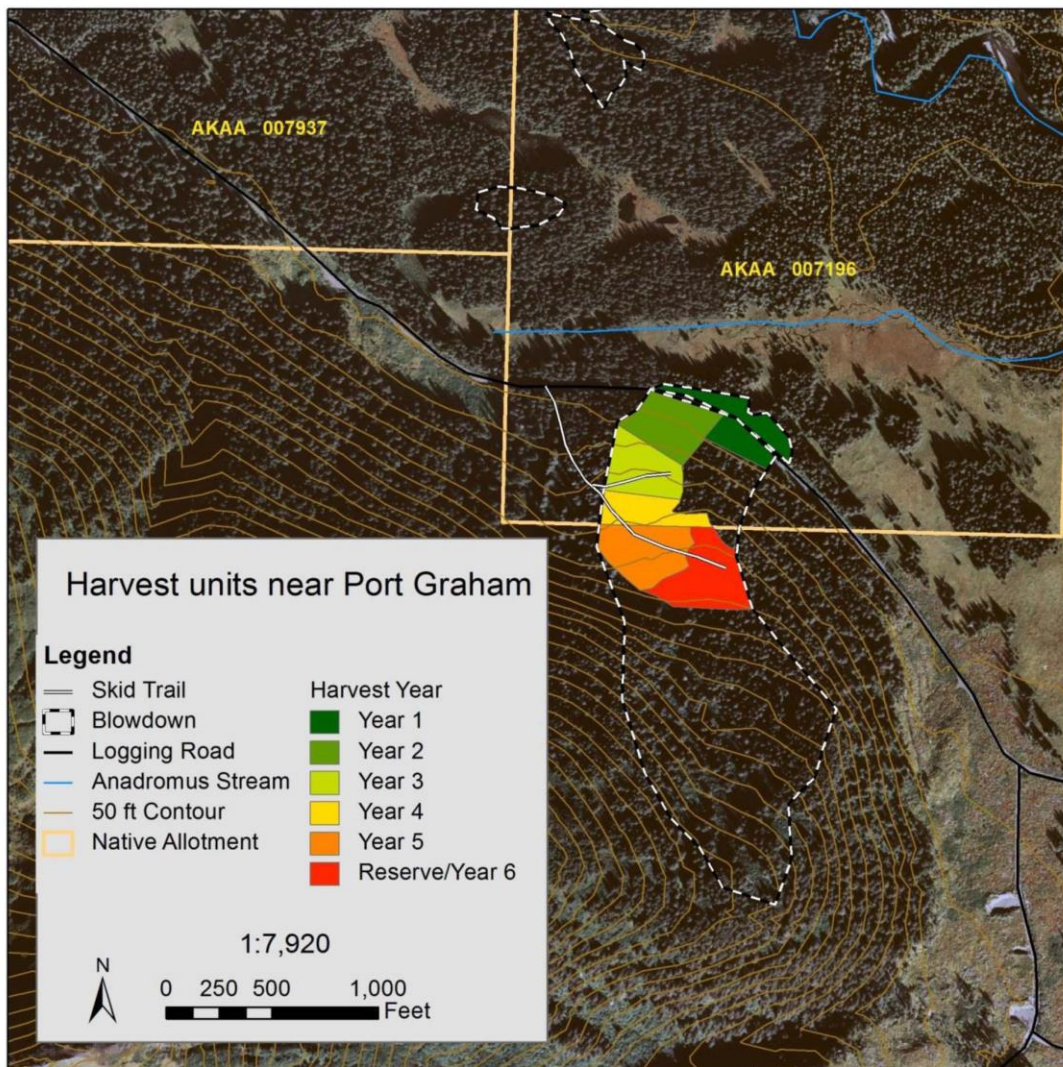 AKAA 007937
AKAA 007196
Harvest units near Port Graham
Legend
Skid Trail
Blowdown
Logging Road
Anadromus Stream
50 ft Contour
Native Allotment
Harvest Year
Year 1
Year 2
Year 3
Year 4
Year 5
Reserve/Year 6
1:7,920
N
0 250 500 1,000
Feet